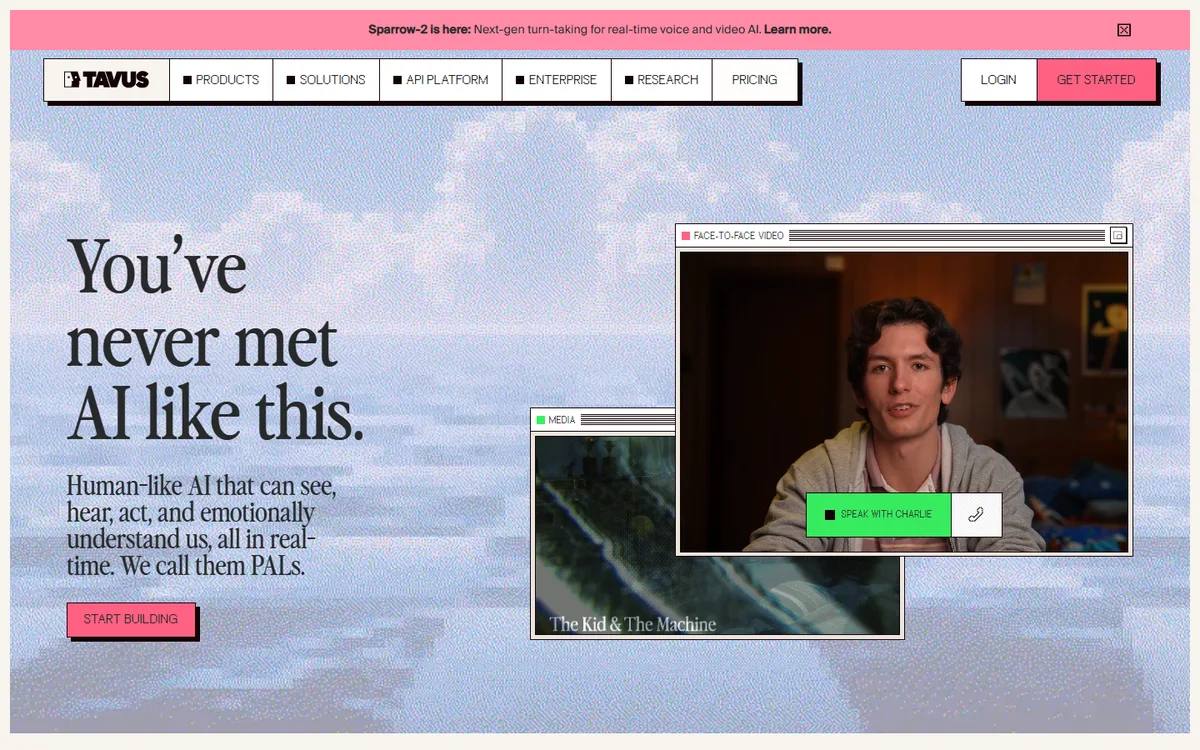 Sparrow-2 is here: Next-gen turn-taking for real-time voice and video AI. Learn more.
TAVUS PRODUCTS SOLUTIONS API PLATFORM ENTERPRISE RESEARCH PRICING LOGIN GET STARTED
FACE-TO-FACE VIDEO
You’ve
never met
AI like this.
MEDIA
Human-like AI that can see,
hear, act, and emotionally
understand us, all in real-
time. We call them PALs.
SPEAK WITH CHARLIE
START BUILDING
The Kid & The Machine